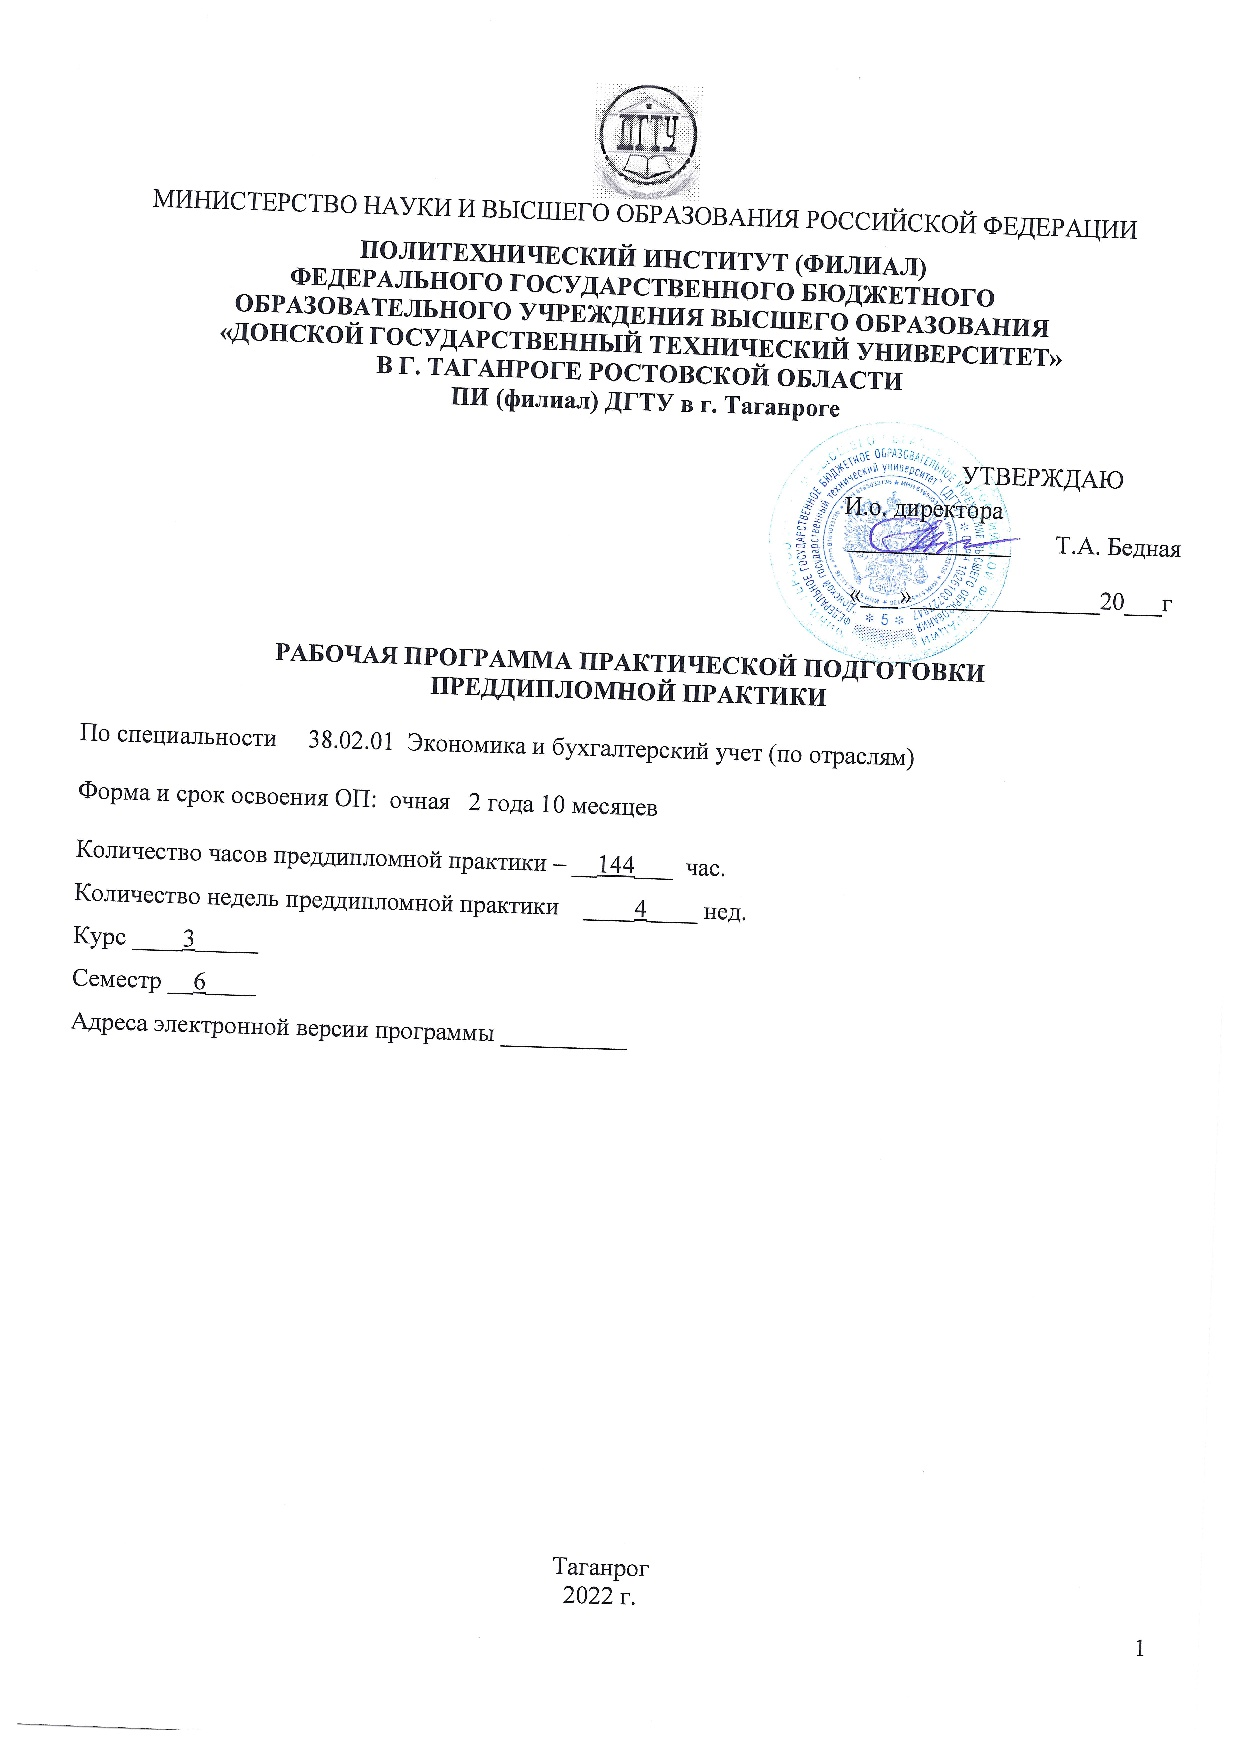 ДГТУ
МИНИСТЕРСТВО НАУКИ И ВЫСШЕГО ОБРАЗОВАНИЯ РОССИЙСКОЙ ФЕДЕРАЦИИ
ПОЛИТЕХНИЧЕСКИЙ ИНСТИТУТ (ФИЛИАЛ)
ФЕДЕРАЛЬНОГО ГОСУДАРСТВЕННОГО БЮДЖЕТНОГО
ОБРАЗОВАТЕЛЬНОГО УЧРЕЖДЕНИЯ ВЫСШЕГО ОБРАЗОВАНИЯ
«ДОНСКОЙ ГОСУДАРСТВЕННЫЙ ТЕХНИЧЕСКИЙ УНИВЕРСИТЕТ»
В Г. ТАГАНРОГЕ РОСТОВСКОЙ ОБЛАСТИ
ПИ (филиал) ДГТУ в г. Таганроге
УТВЕРЖДАЮ
И.о. директора
_____________ Т.А. Бедная
«___»_______________20___г
РАБОЧАЯ ПРОГРАММА ПРАКТИЧЕСКОЙ ПОДГОТОВКИ
ПРЕДДИПЛОМНОЙ ПРАКТИКИ
По специальности 38.02.01 Экономика и бухгалтерский учет (по отраслям)
Форма и срок освоения ОП: очная 2 года 10 месяцев
Количество часов преддипломной практики – __144___ час.
Количество недель преддипломной практики ____4____ нед.
Курс ____3_____
Семестр __6____
Адреса электронной версии программы __________
Таганрог
2022 г.
1